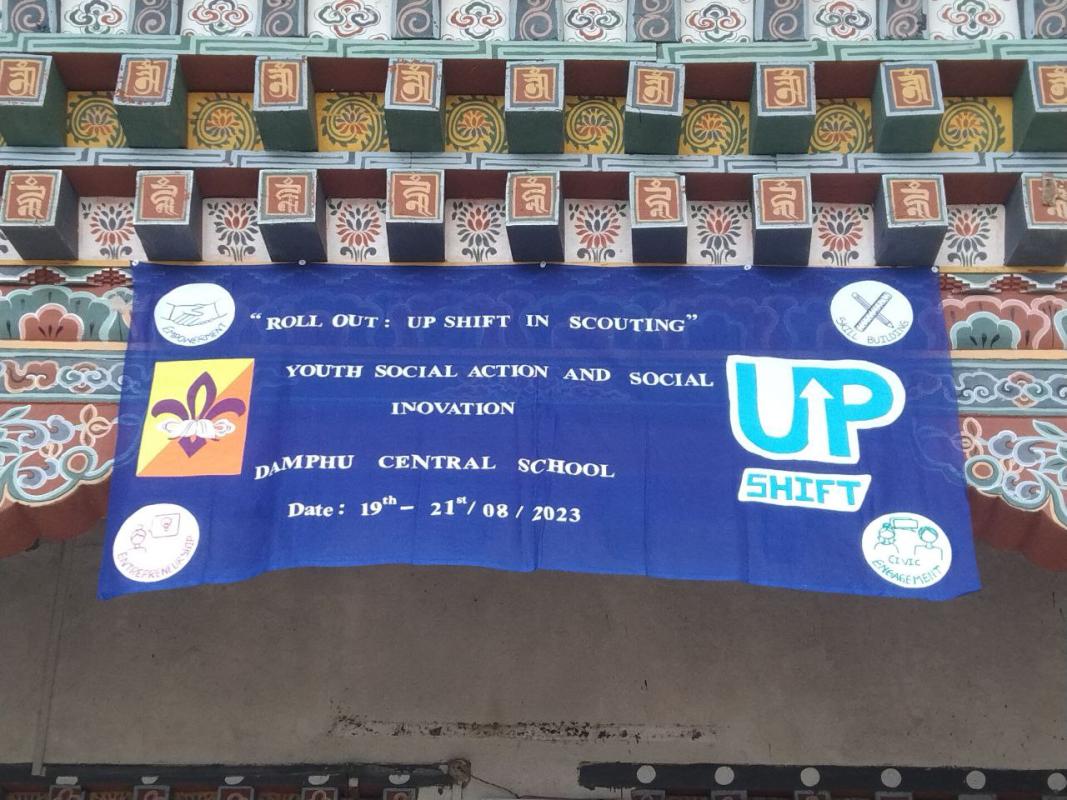 EMPOWERMENT
SKILL BUILDING
“ROLL OUT: UP SHIFT IN SCOUTING”
YOUTH SOCIAL ACTION AND SOCIAL
INOVATION
UP
SHIFT
DAMPHU CENTRAL SCHOOL
Date: 19th – 21st/ 08 / 2023
ENTREPRENEURSHIP
CIVIC
ENGAGEMENT